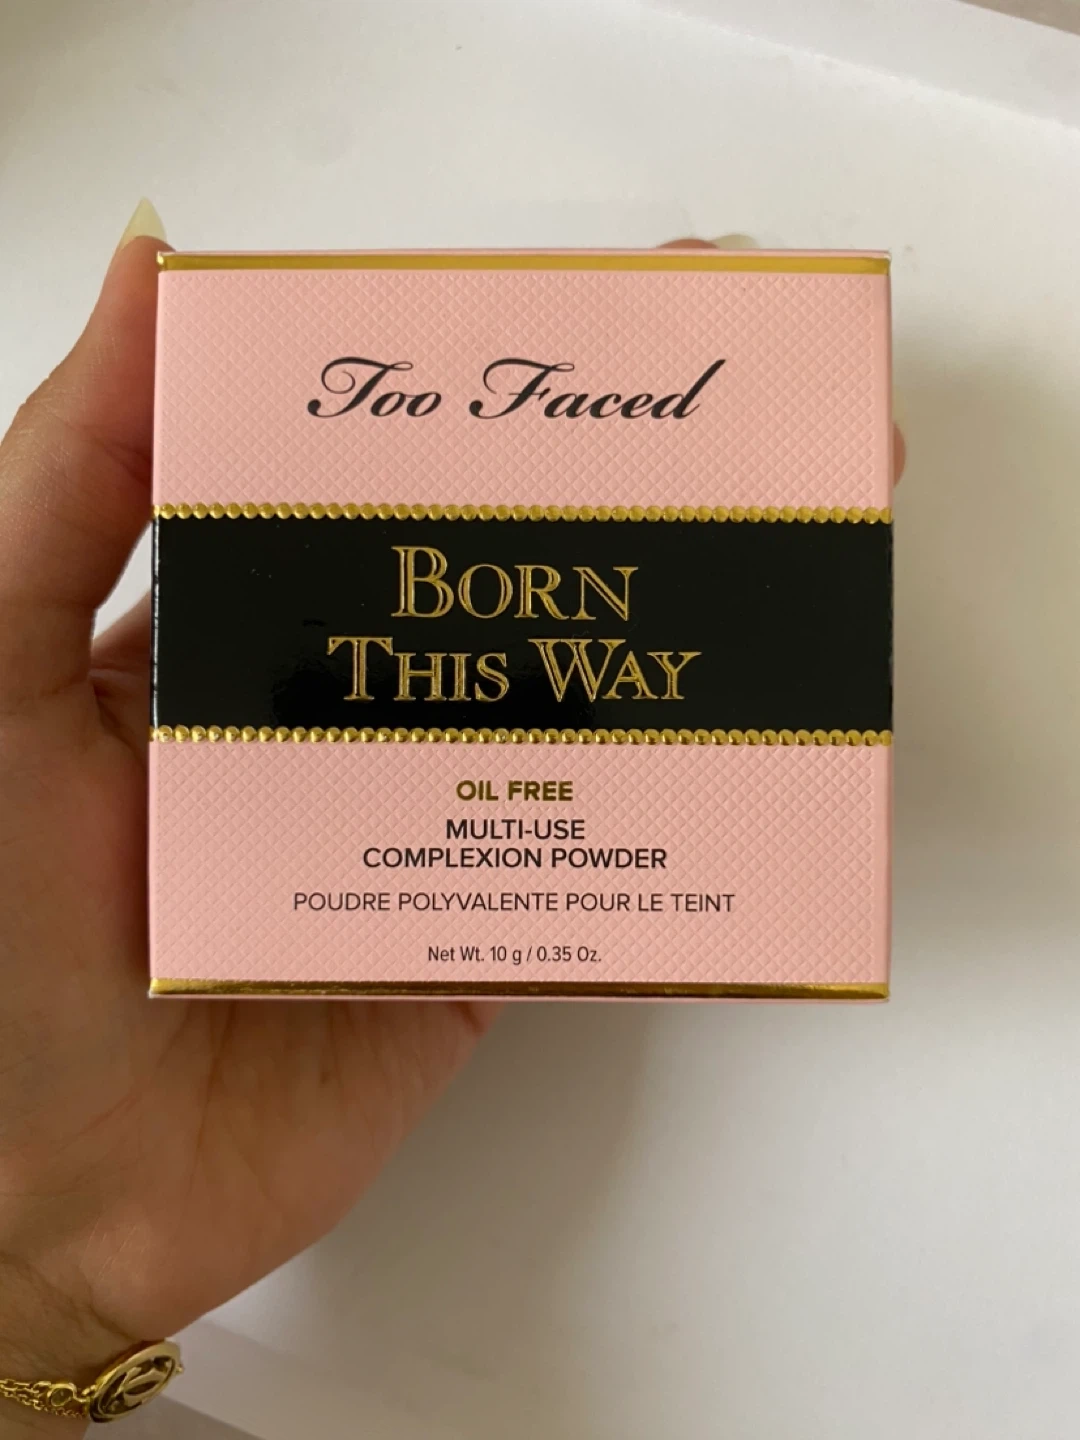 Too Faced
BORN
THIS WAY
OIL FREE
MULTI-USE
COMPLEXION POWDER
POUDRE POLYVALENTE POUR LE TEINT
Net Wt. 10 g / 0.35 Oz.